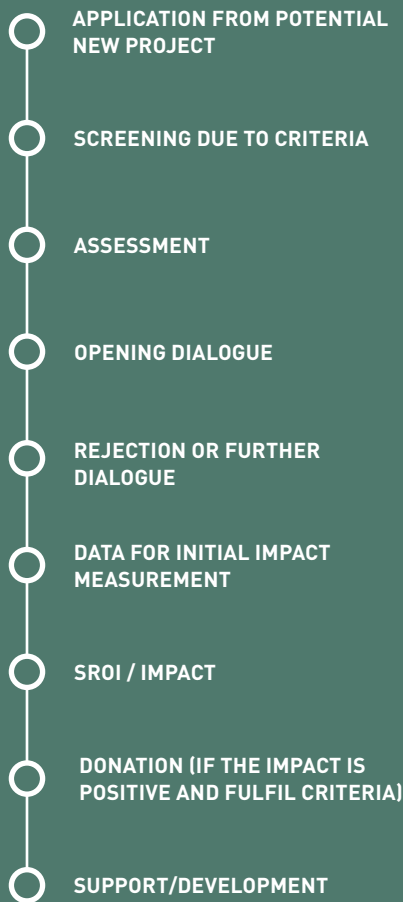 APPLICATION FROM POTENTIAL
NEW PROJECT
SCREENING DUE TO CRITERIA
ASSESSMENT
OPENING DIALOGUE
REJECTION OR FURTHER
DIALOGUE
DATA FOR INITIAL IMPACT
MEASUREMENT
SROI / IMPACT
DONATION (IF THE IMPACT IS
POSITIVE AND FULFIL CRITERIA)
SUPPORT/DEVELOPMENT